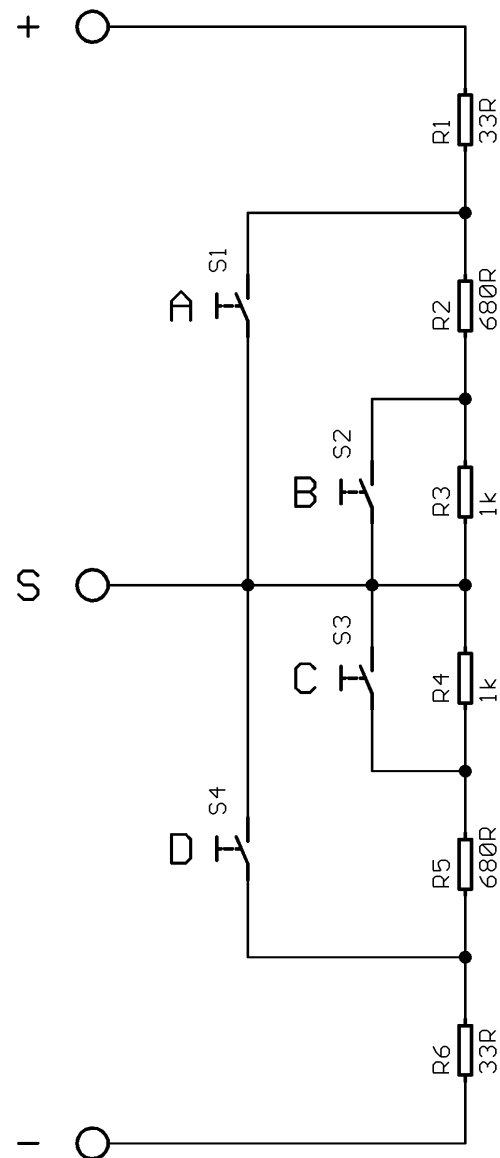 +
R1 33R
S1
A
R2 680R
S2
B
R3 1k
S
S3
C
R4 1k
S4
D
R5 680R
R6 33R
-